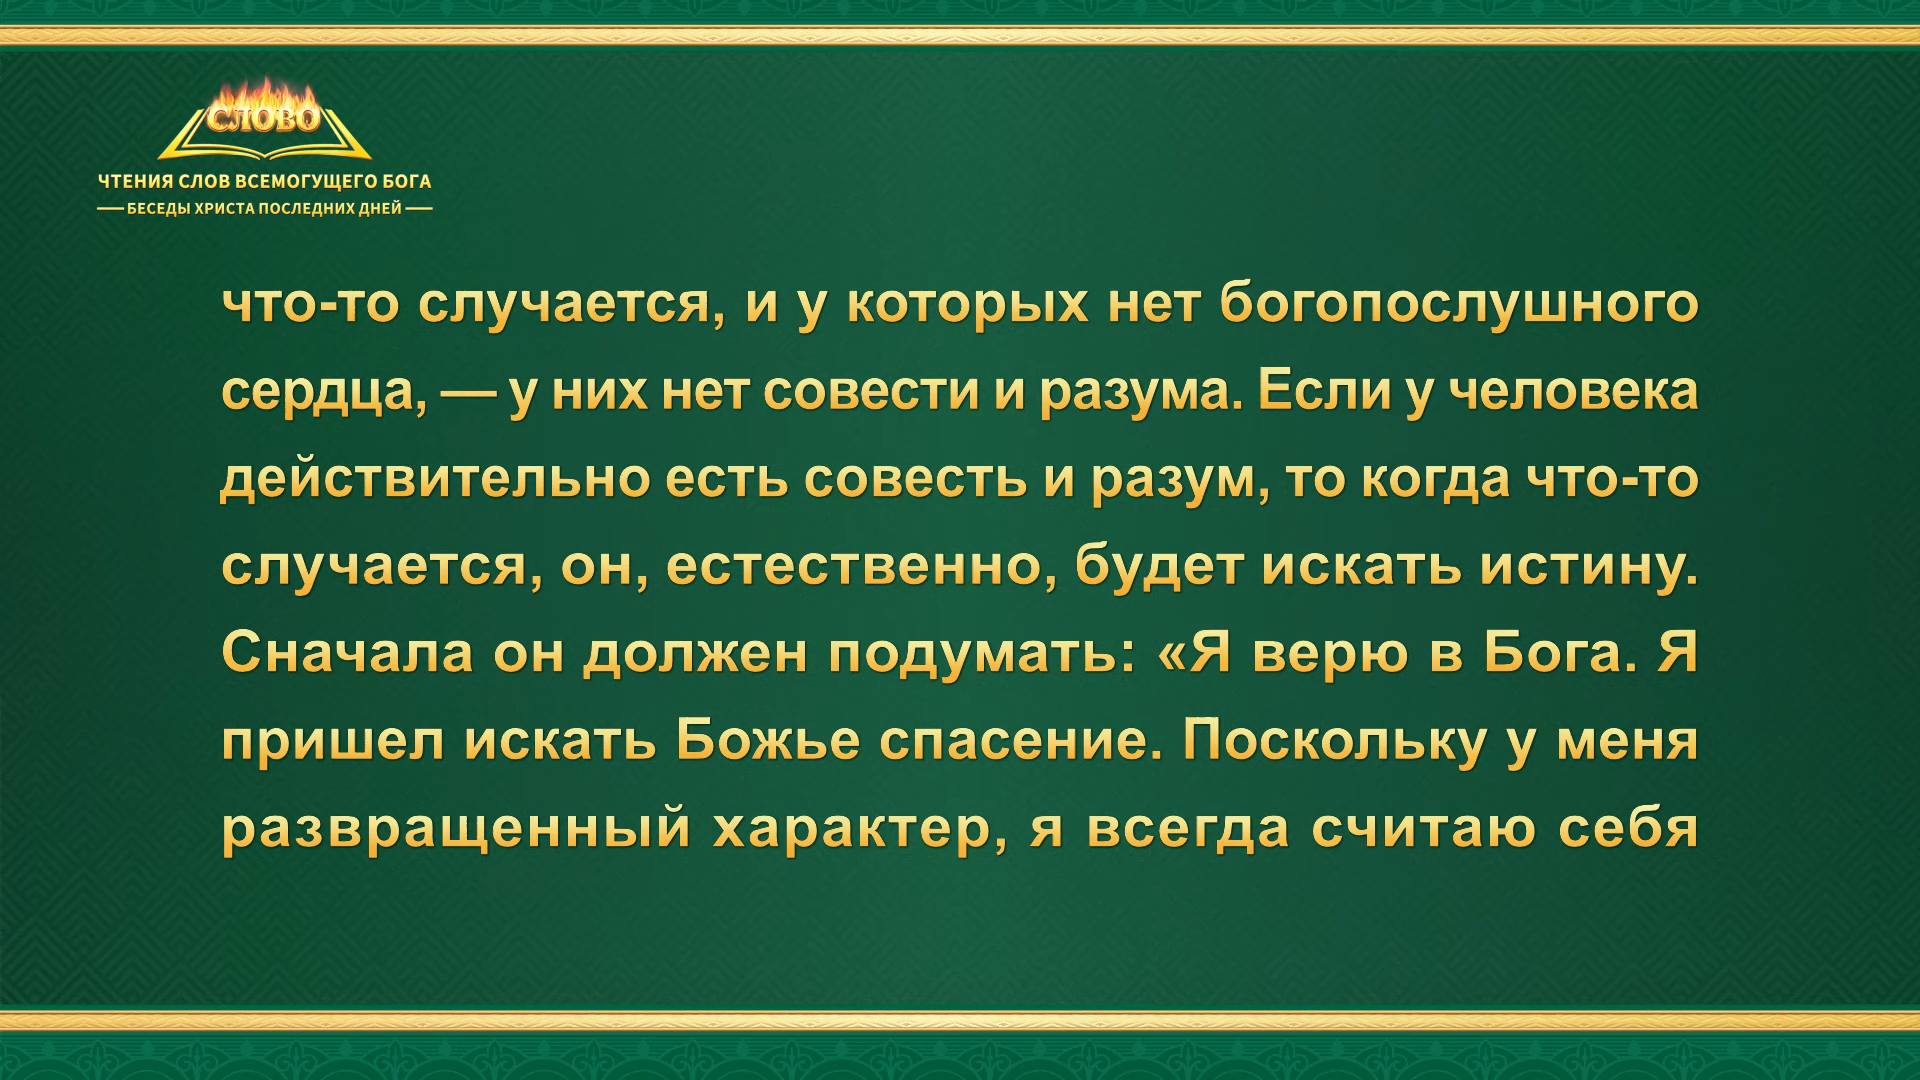 СЛОВО
ЧТЕНИЯ СЛОВ ВСЕМОГУЩЕГО БОГА
БЕСЕДЫ ХРИСТА ПОСЛЕДНИХ ДНЕЙ
что-то случается, и у которых нет богопослушного
сердца, — у них нет совести и разума. Если у человека
действительно есть совесть и разум, то когда что-то
случается, он, естественно, будет искать истину.
Сначала он должен подумать: «Я верю в Бога. Я
пришел искать Божье спасение. Поскольку у меня
развращенный характер, я всегда считаю себя